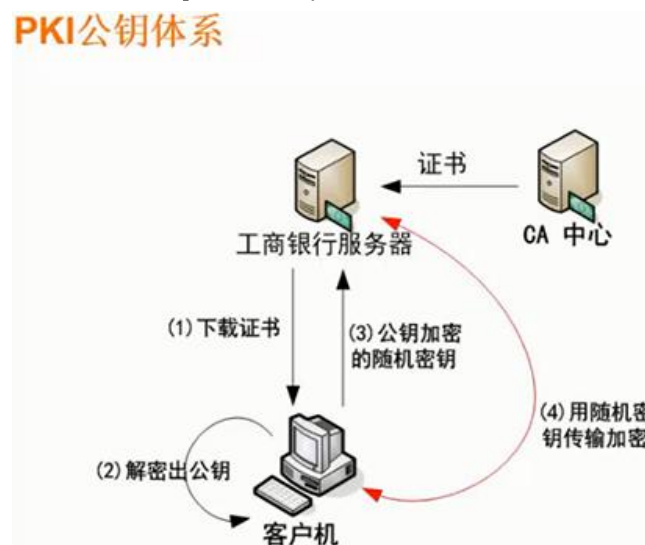 PKI公钥体系
证书
工商银行服务器
CA 中心
(1)下载证书
(3)公钥加密
的随机密钥
(4)用随机密
钥传输加密
(2)解密出公钥
客户机